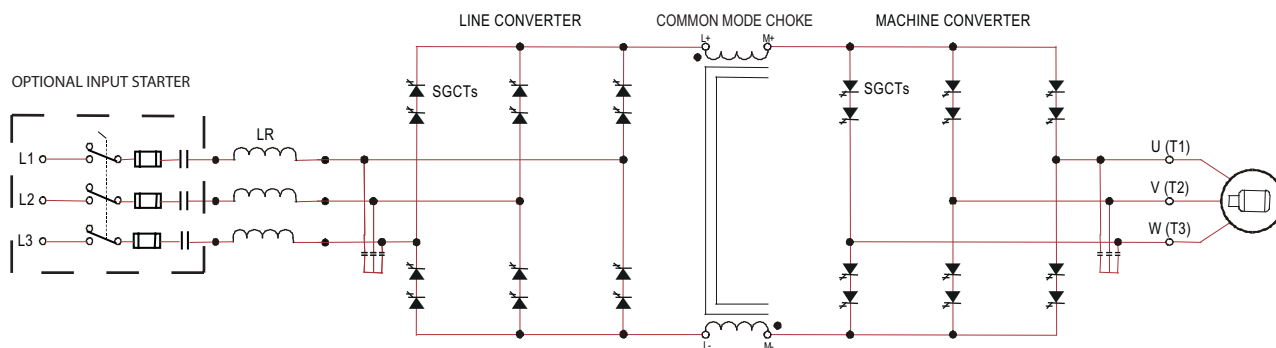 LINE CONVERTER
COMMON MODE CHOKE
MACHINE CONVERTER
L+
M+
OPTIONAL INPUT STARTER
SGCTs
SGCTs
LR
L1
U (T1)
L2
V (T2)
L3
W (T3)
L-
M-